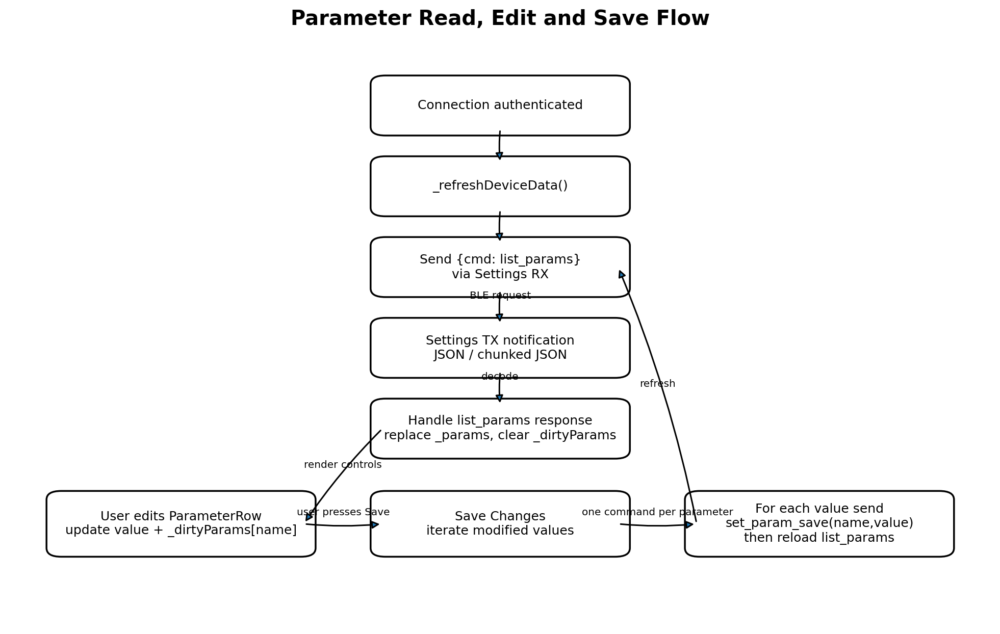 Parameter Read, Edit and Save Flow
Connection authenticated
_refreshDeviceData()
Send {cmd: list_params}
via Settings RX
BLE request
Settings TX notification
JSON / chunked JSON
decode
refresh
Handle list_params response
replace _params, clear _dirtyParams
render controls
User edits ParameterRow
update value + _dirtyParams[name]
user presses Save
Save Changes
iterate modified values
one command per parameter
For each value send
set_param_save(name,value)
then reload list_params